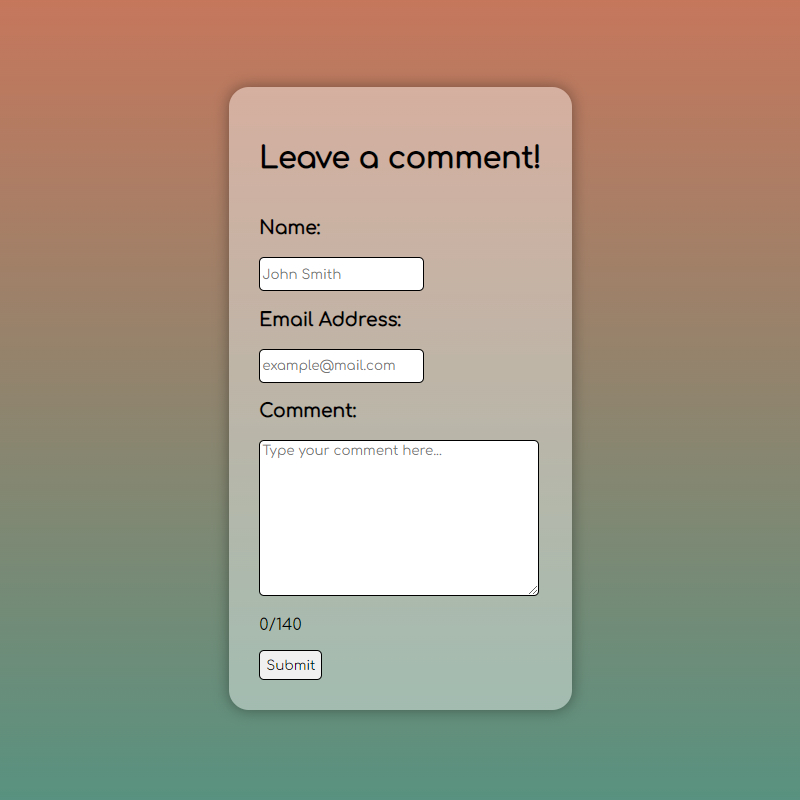 Leave a comment!
Name:
John Smith
Email Address:
example@mail.com
Comment:
Type your comment here...
0/140
Submit